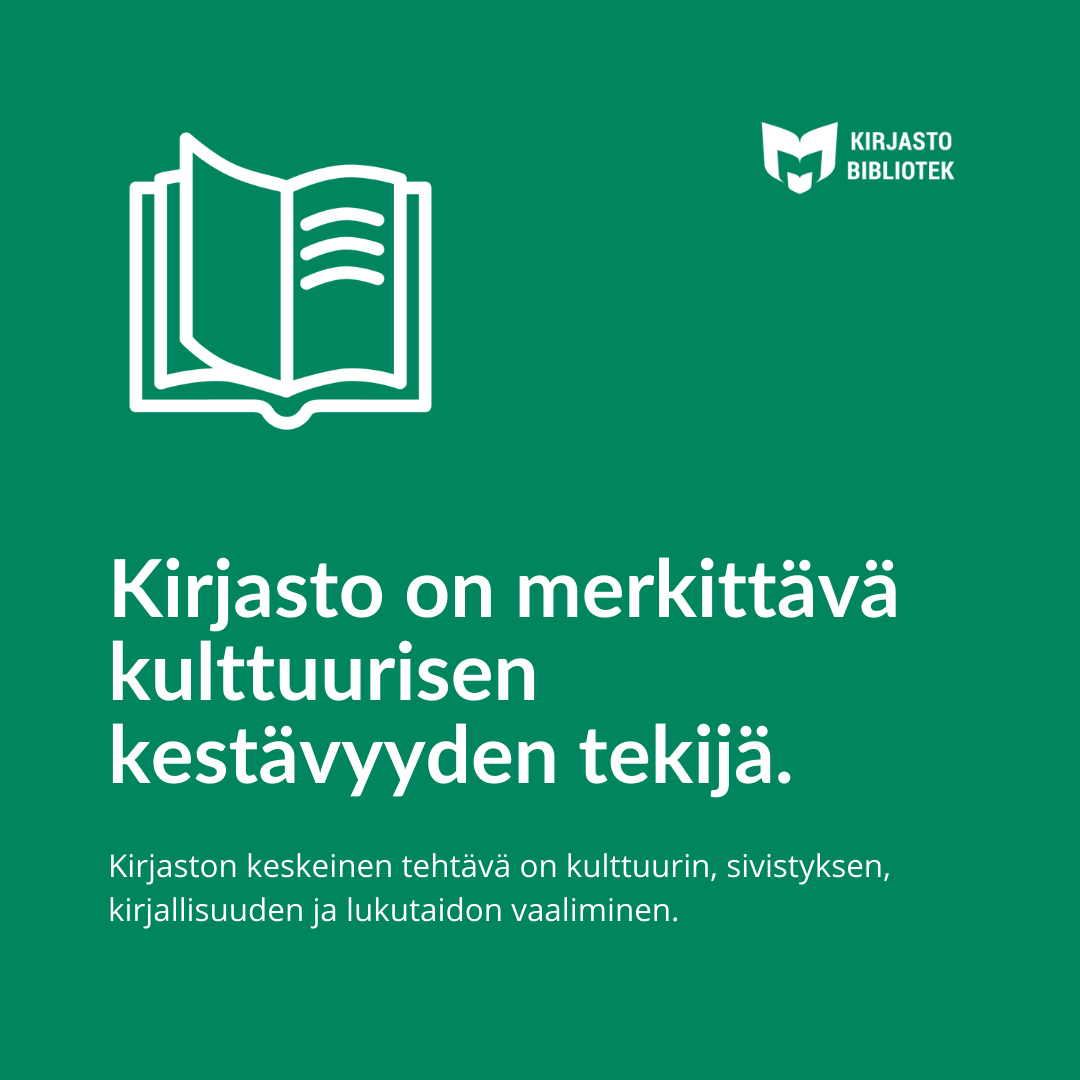 KIRJASTO
BIBLIOTEK
Kirjasto on merkittävä
kulttuurisen
kestävyyden tekijä.
Kirjaston keskeinen tehtävä on kulttuurin, sivistyksen,
kirjallisuuden ja lukutaidon vaaliminen.